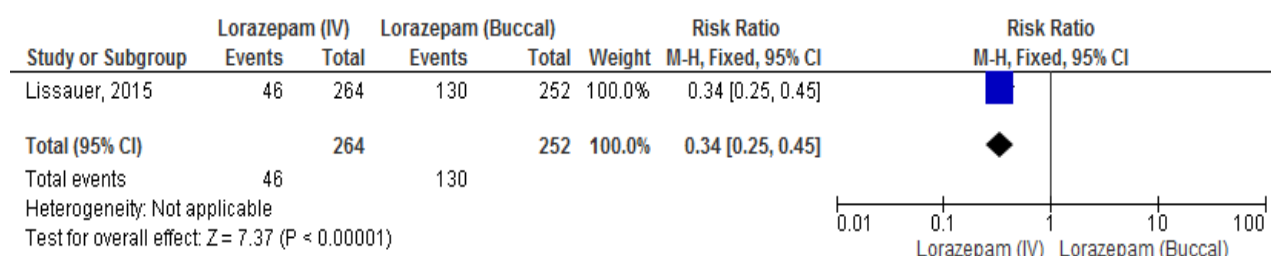 Lorazepam (IV) Lorazepam (Buccal) Risk Ratio Risk Ratio
Study or Subgroup Events Total Events Total Weight M-H, Fixed, 95% CI M-H, Fixed, 95% CI
Lissauer, 2015 46 264 130 252 100.0% 0.34 [0.25, 0.45]
Total (95% CI) 264 252 100.0% 0.34 [0.25, 0.45]
Total events 46 130
Heterogeneity: Not applicable
Test for overall effect: Z = 7.37 (P < 0.00001)
0.01 0.1 1 10 100
Lorazepam (IV) Lorazepam (Buccal)